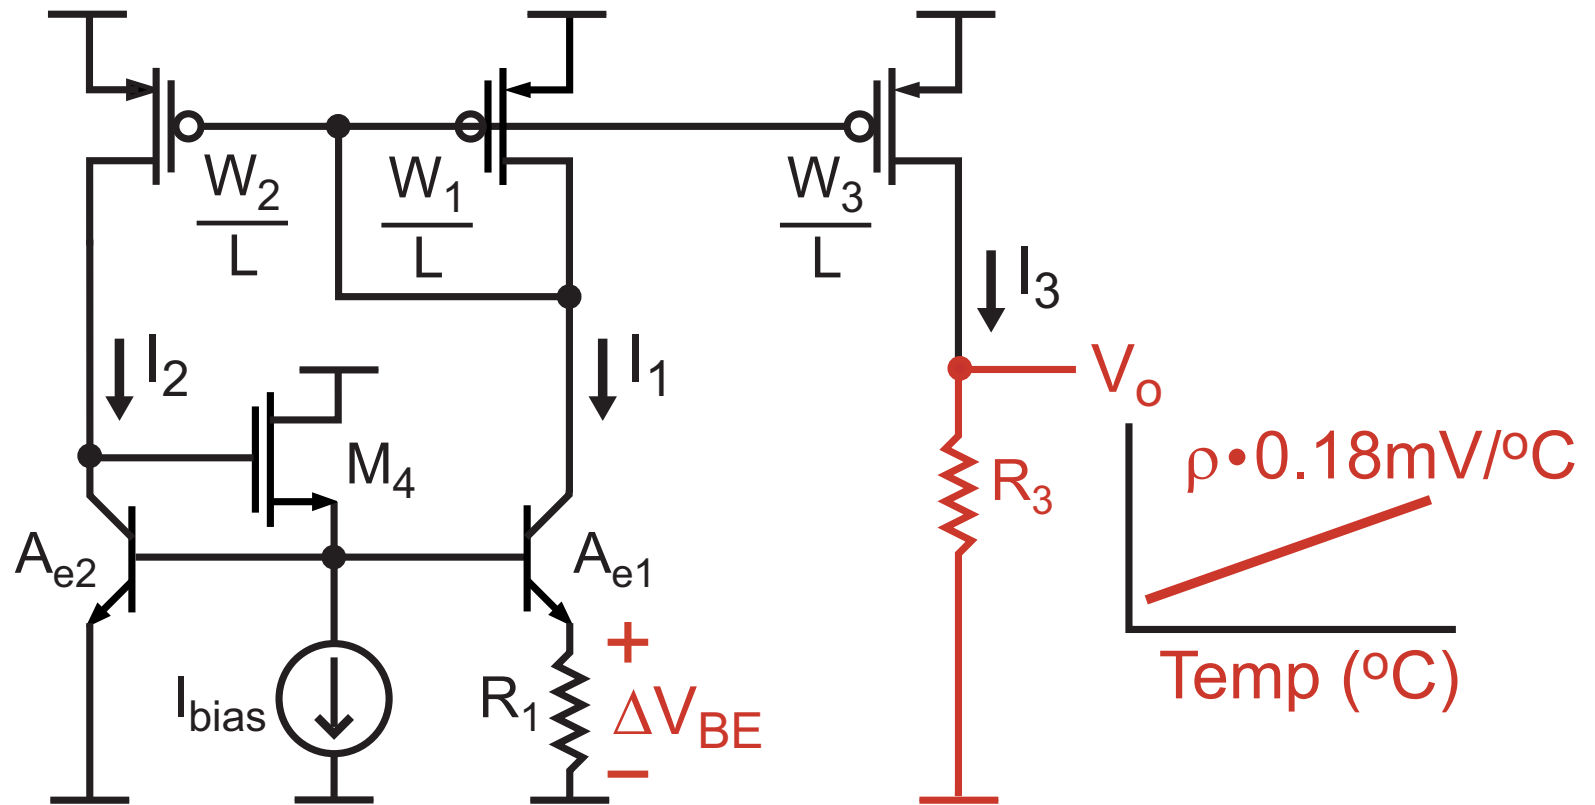 W2
L
W1
L
W3
L
I2
I1
I3
Vo
M4
R3
ρ•0.18mV/ºC
Ae2
Ae1
+
Ibias
R1
ΔVBE
−
Temp (ºC)